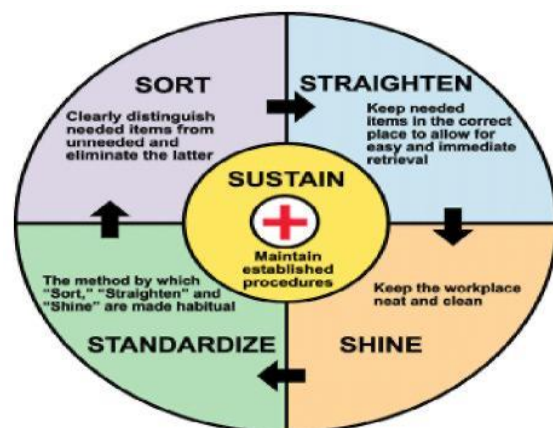 SORT
Clearly distinguish
needed items from
unneeded and
eliminate the latter
STRAIGHTEN
Keep needed
items in the correct
place to allow for
easy and immediate
retrieval
SUSTAIN
Maintain
established
procedures
The method by which
"Sort," "Straighten" and
"Shine" are made habitual
STANDARDIZE
Keep the workplace
neat and clean
SHINE